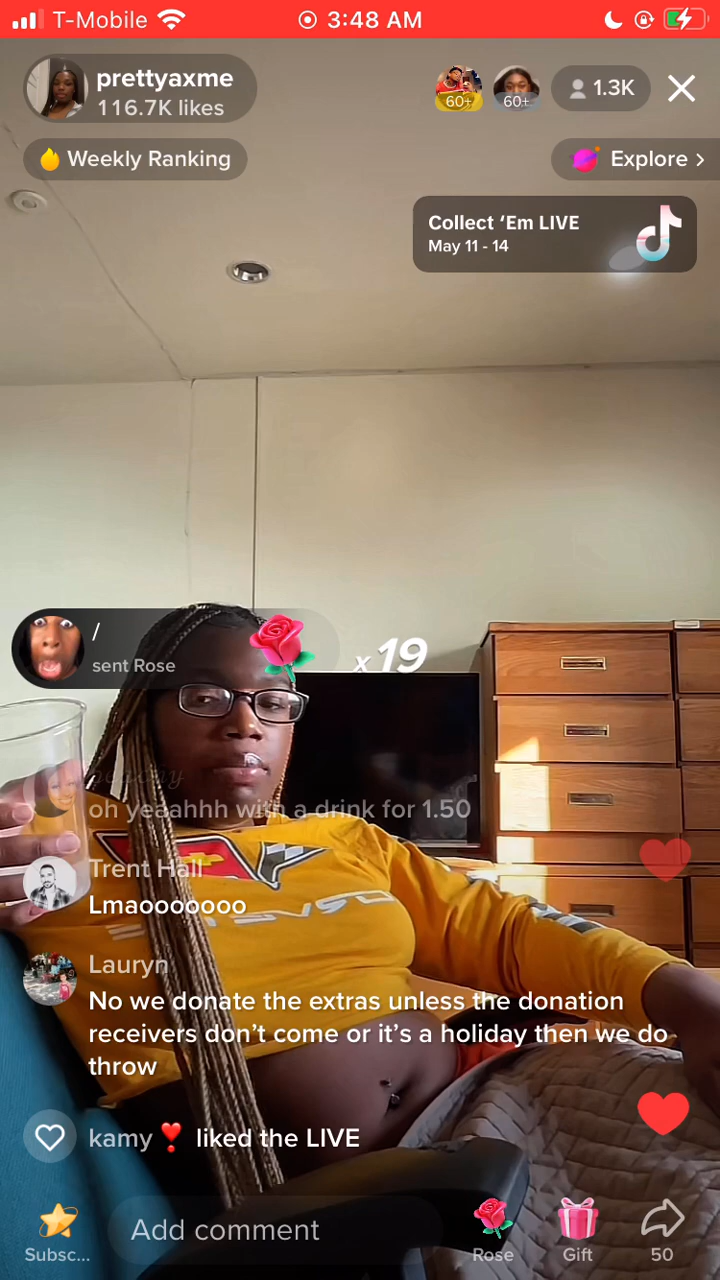 T-Mobile 3:48 AM
prettyaxme
116.7K likes
60+ 60+
1.3K
Weekly Ranking
Explore >
Collect ‘Em LIVE
May 11 - 14
/
sent Rose
x 19
oh yeaahhh with a drink for 1.50
Trent Hall
Lmaooooooo
Lauryn
No we donate the extras unless the donation
receivers don’t come or it’s a holiday then we do
throw
kamy❣️ liked the LIVE
Add comment
Subsc... Rose Gift 50